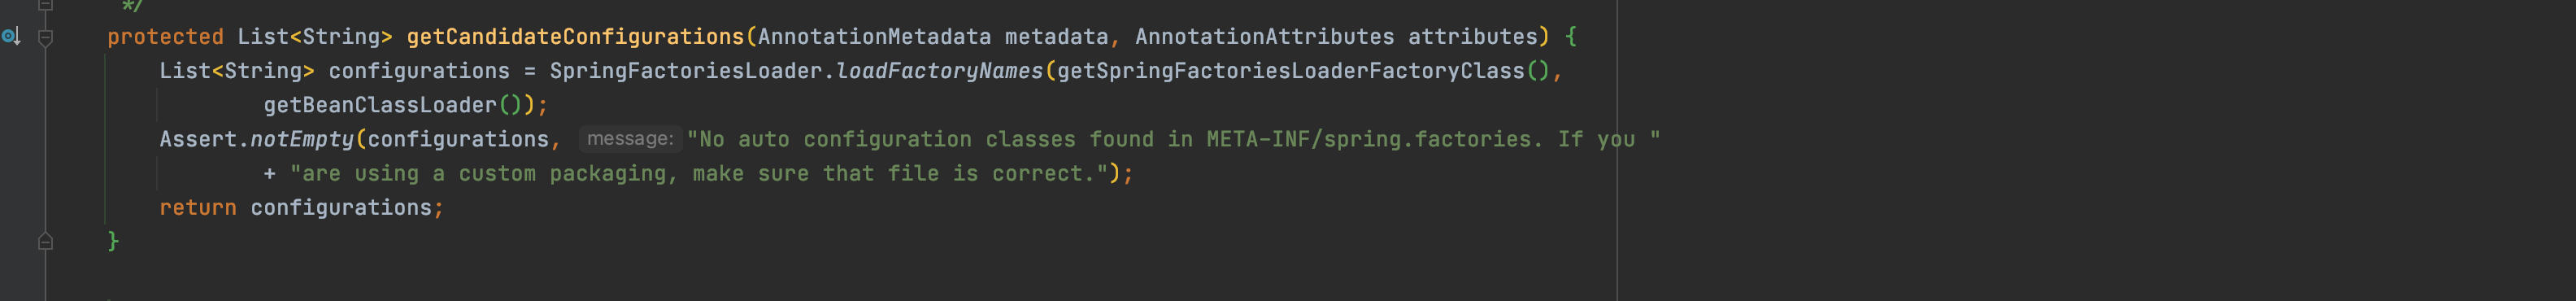 */
protected List<String> getCandidateConfigurations(AnnotationMetadata metadata, AnnotationAttributes attributes) {
List<String> configurations = SpringFactoriesLoader.loadFactoryNames(getSpringFactoriesLoaderFactoryClass(),
getBeanClassLoader());
Assert.notEmpty(configurations, message: "No auto configuration classes found in META-INF/spring.factories. If you "
+ "are using a custom packaging, make sure that file is correct.");
return configurations;
}